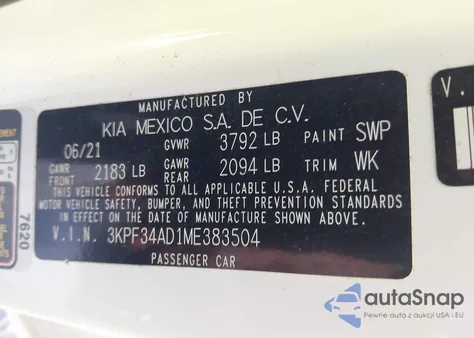 MANUFACTURED BY
KIA MEXICO S.A. DE C.V.
06/21 GVWR 3792 LB PAINT SWP
GAWR FRONT 2183 LB GAWR REAR 2094 LB TRIM WK
THIS VEHICLE CONFORMS TO ALL APPLICABLE U.S.A. FEDERAL
MOTOR VEHICLE SAFETY, BUMPER, AND THEFT PREVENTION STANDARDS
IN EFFECT ON THE DATE OF MANUFACTURE SHOWN ABOVE.
V.I.N. 3KPF34AD1ME383504
PASSENGER CAR
7620
V.
autaSnap
Pewne auta z aukcji USA i EU